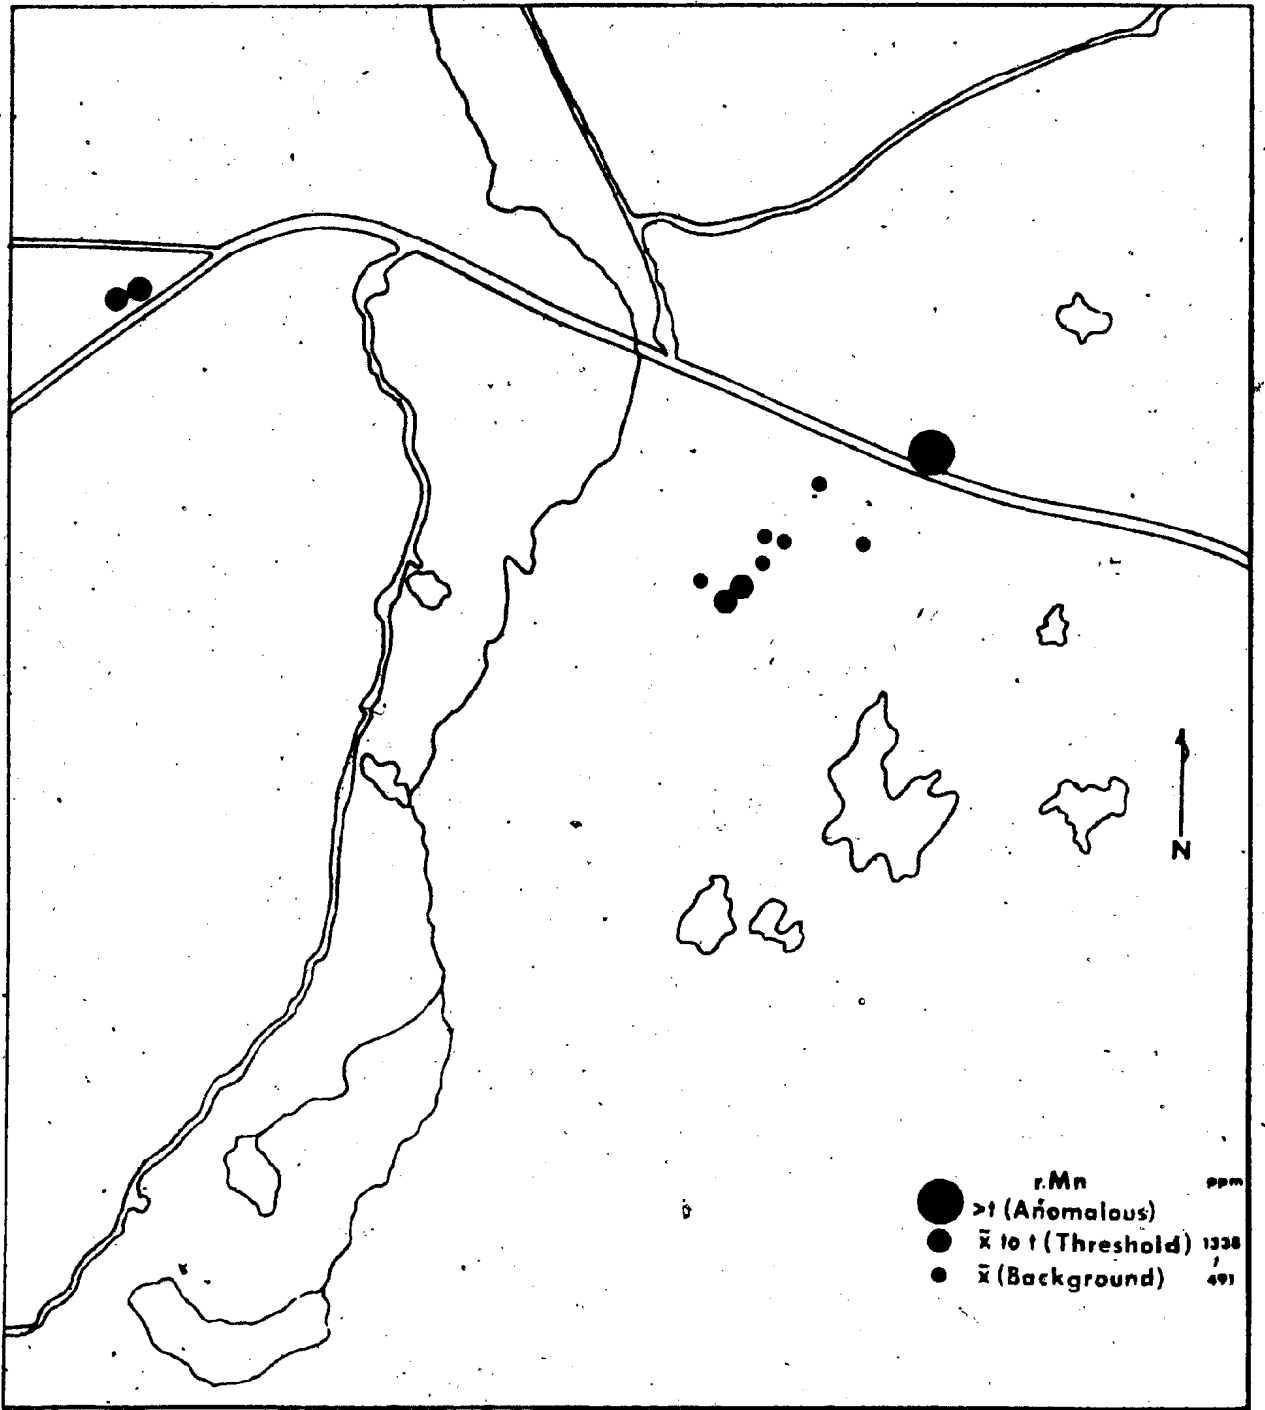 N
r.Mn ppm
>t (Anomalous)
x̄ to t (Threshold) 1338
x̄ (Background) 491